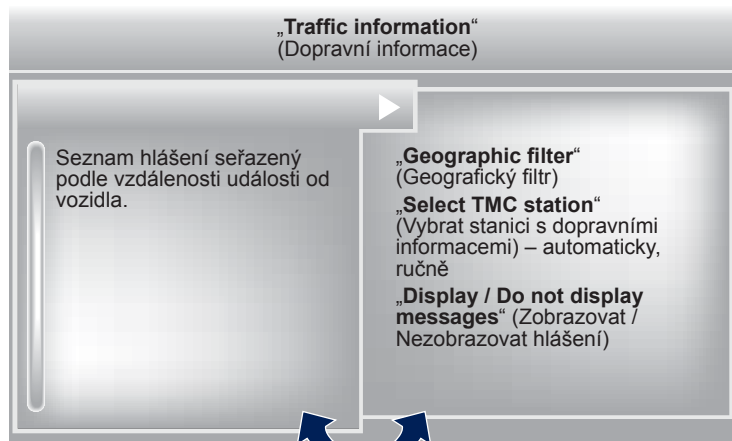 „Traffic information“
(Dopravní informace)
Seznam hlášení seřazený
podle vzdálenosti události od
vozidla.
„Geographic filter“
(Geografický filtr)
„Select TMC station“
(Vybrat stanici s dopravními
informacemi) – automaticky,
ručně
„Display / Do not display
messages“ (Zobrazovat /
Nezobrazovat hlášení)